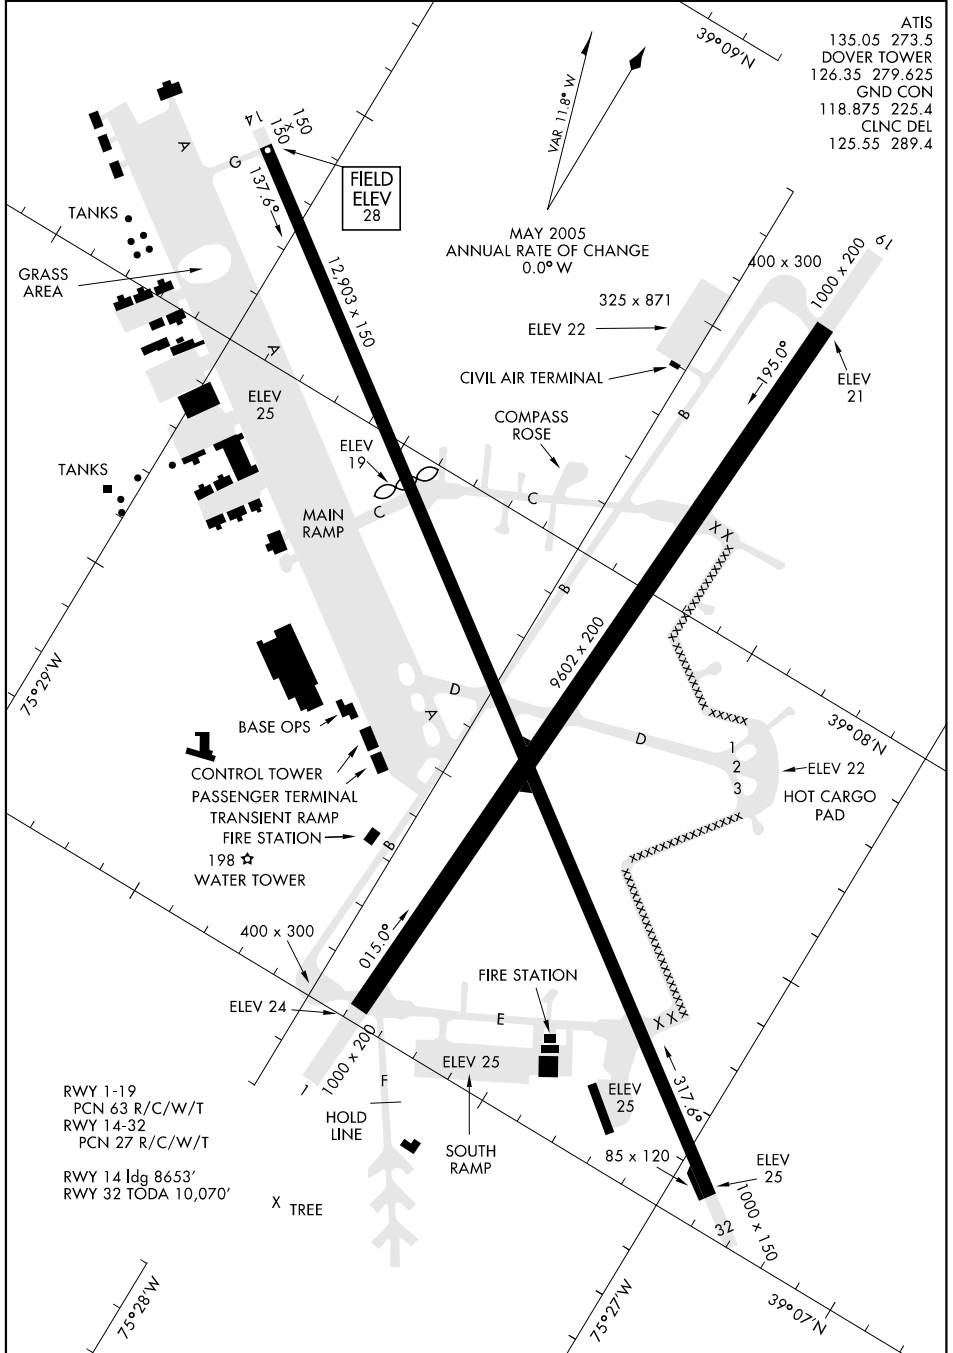 ATIS
135.05 273.5
DOVER TOWER
126.35 279.625
GND CON
118.875 225.4
CLNC DEL
125.55 289.4
39°09'N
VAR 11.8° W
MAY 2005
ANNUAL RATE OF CHANGE
0.0° W
14
150 x
150
A
G
137.6°
FIELD
ELEV
28
TANKS
GRASS
AREA
12,903 x 150
400 x 300
1000 x 200
19
325 x 871
ELEV 22
CIVIL AIR TERMINAL
195.0°
ELEV
21
A
ELEV
25
B
COMPASS
ROSE
ELEV
19
TANKS
C
C
MAIN
RAMP
X X
B
xxxxxxxxxxxxx
xxxxxxxxxxx
xxxxxx
9602 x 200
75°29'W
D
A
BASE OPS
D
39°08'N
1
2
3
ELEV 22
HOT CARGO
PAD
CONTROL TOWER
PASSENGER TERMINAL
TRANSIENT RAMP
FIRE STATION
198
WATER TOWER
B
xxxxxxxxxxxxxxxx
xxxxxxxxxxxxxxxxxxxxxx
400 x 300
015.0°
FIRE STATION
ELEV 24
E
X X X
1
1000 x 200
ELEV 25
F
HOLD
LINE
SOUTH
RAMP
ELEV
25
317.6°
85 x 120
ELEV
25
1000 x 150
32
RWY 1-19
PCN 63 R/C/W/T
RWY 14-32
PCN 27 R/C/W/T
RWY 14 ldg 8653'
RWY 32 TODA 10,070'
X TREE
75°28'W
75°27'W
39°07'N